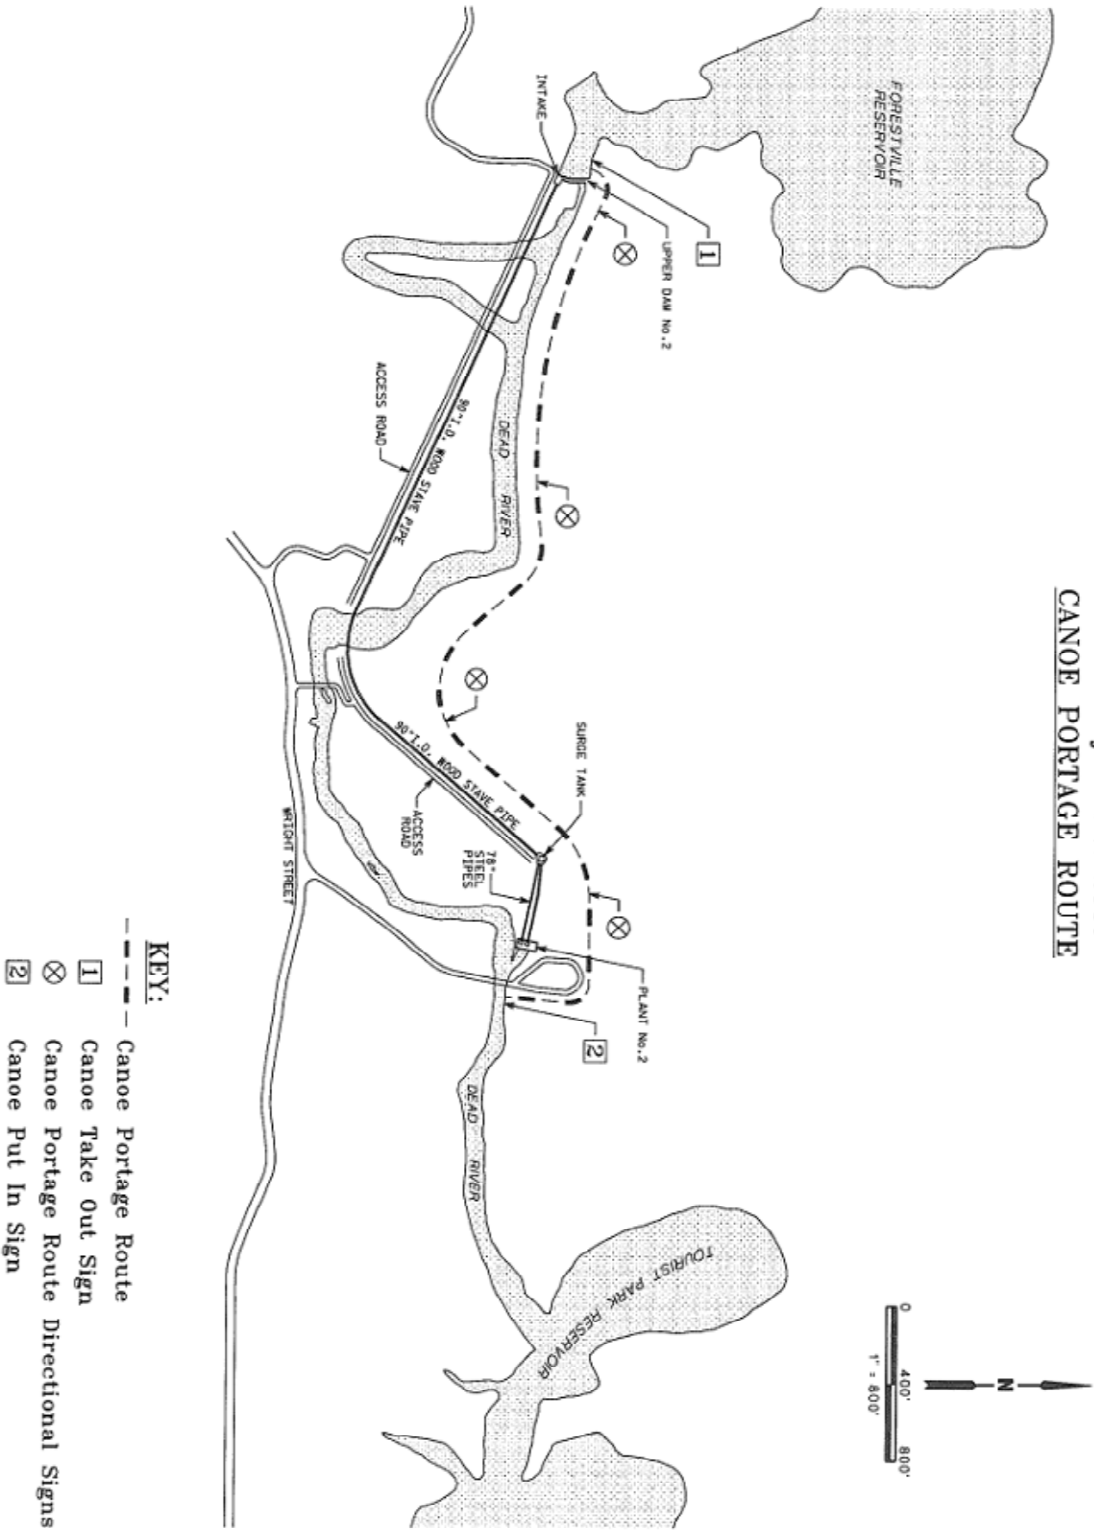 CANOE PORTAGE ROUTE
FORESTVILLE
RESERVOIR
INTAKE
1
UPPER DAM No.2
DEAD RIVER
90"I.D. WOOD STAVE PIPE
ACCESS ROAD
SURGE TANK
90"I.D. WOOD STAVE PIPE
ACCESS
ROAD
78"
STEEL
PIPES
PLANT No.2
2
WRIGHT STREET
DEAD RIVER
TOURIST PARK RESERVOIR
N
0 400' 800'
1" = 800'
KEY:
Canoe Portage Route
1 Canoe Take Out Sign
Canoe Portage Route Directional Signs
2 Canoe Put In Sign